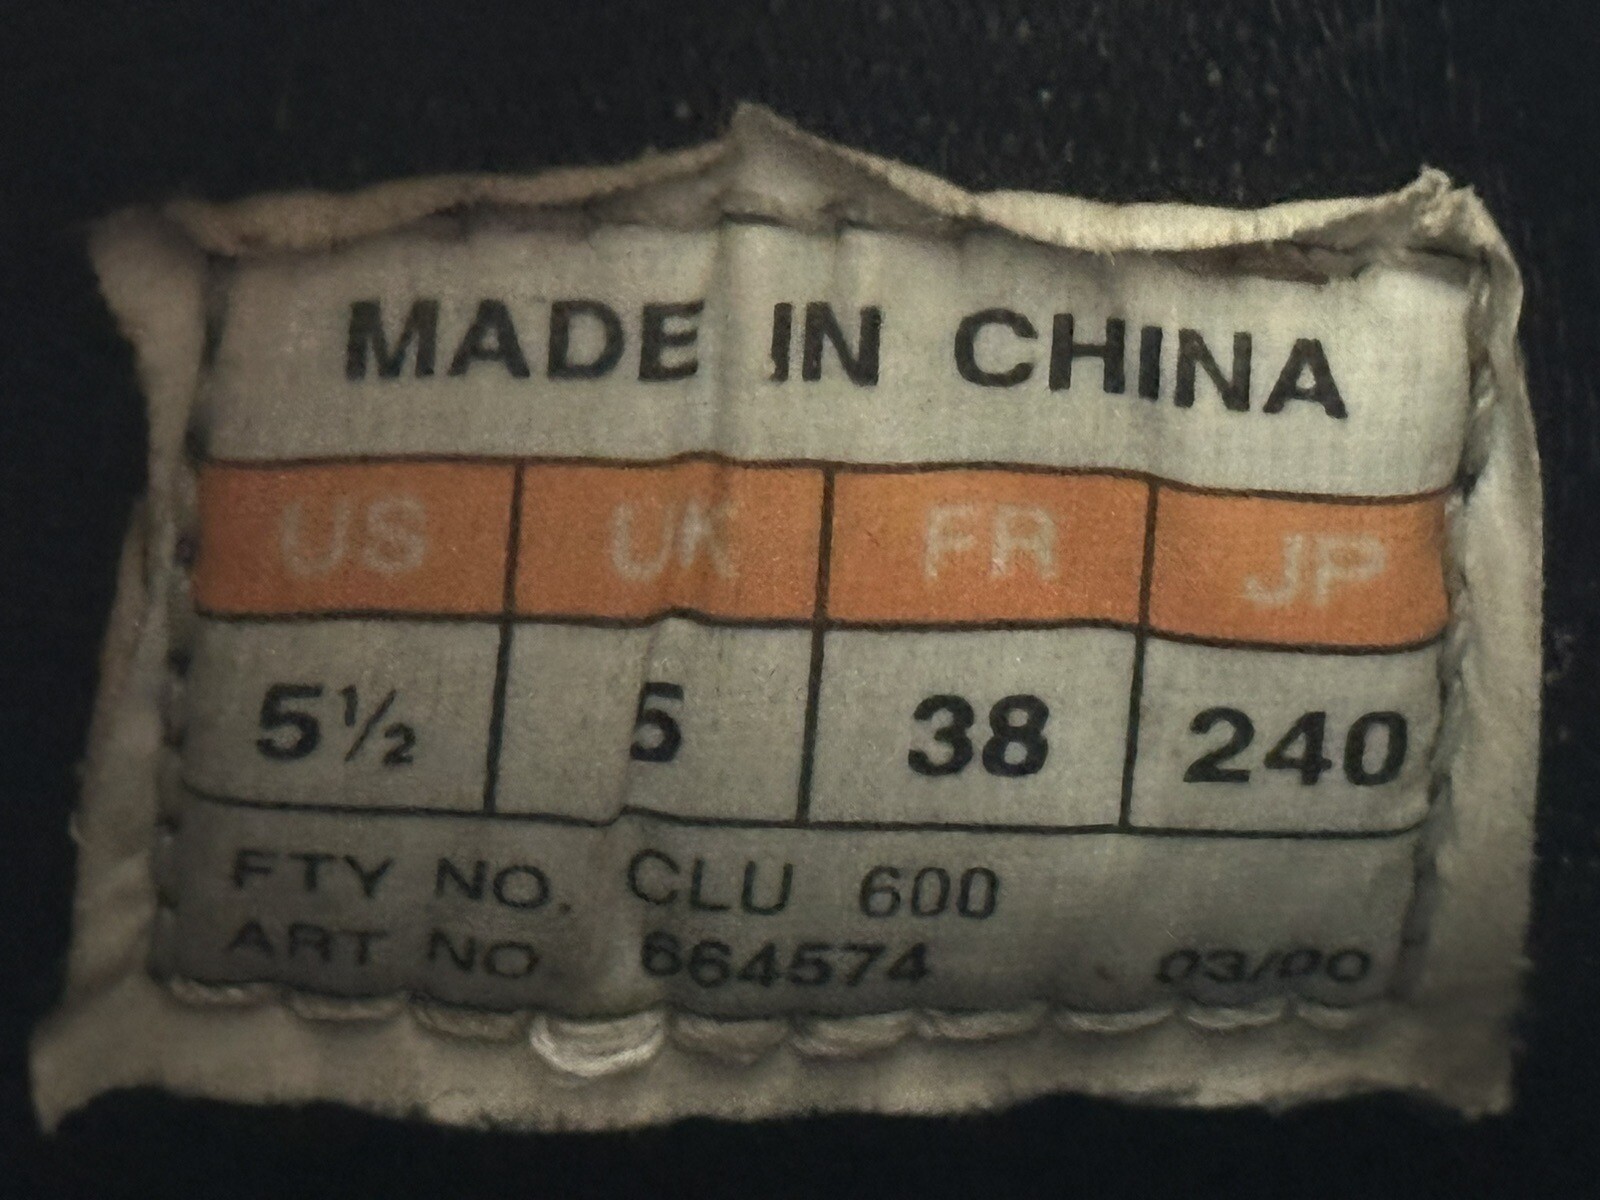 MADE IN CHINA
US UK FR JP
5½ 5 38 240
FTY NO. CLU 600
ART NO 664574 03/00